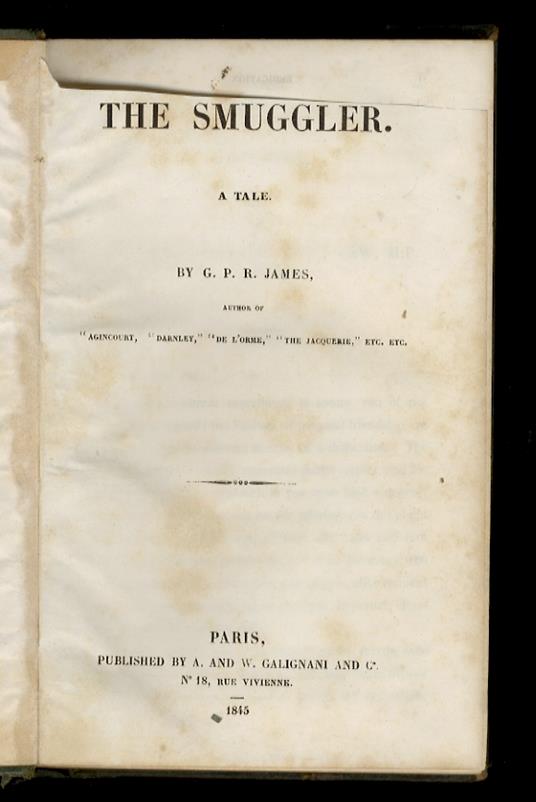 THE SMUGGLER.
A TALE.
BY G. P. R. JAMES,
AUTHOR OF
"AGINCOURT, "DARNLEY," "DE L'ORME," "THE JACQUERIE," ETC. ETC.
PARIS,
PUBLISHED BY A. AND W. GALIGNANI AND Cº.
Nº 18, RUE VIVIENNE.
1845